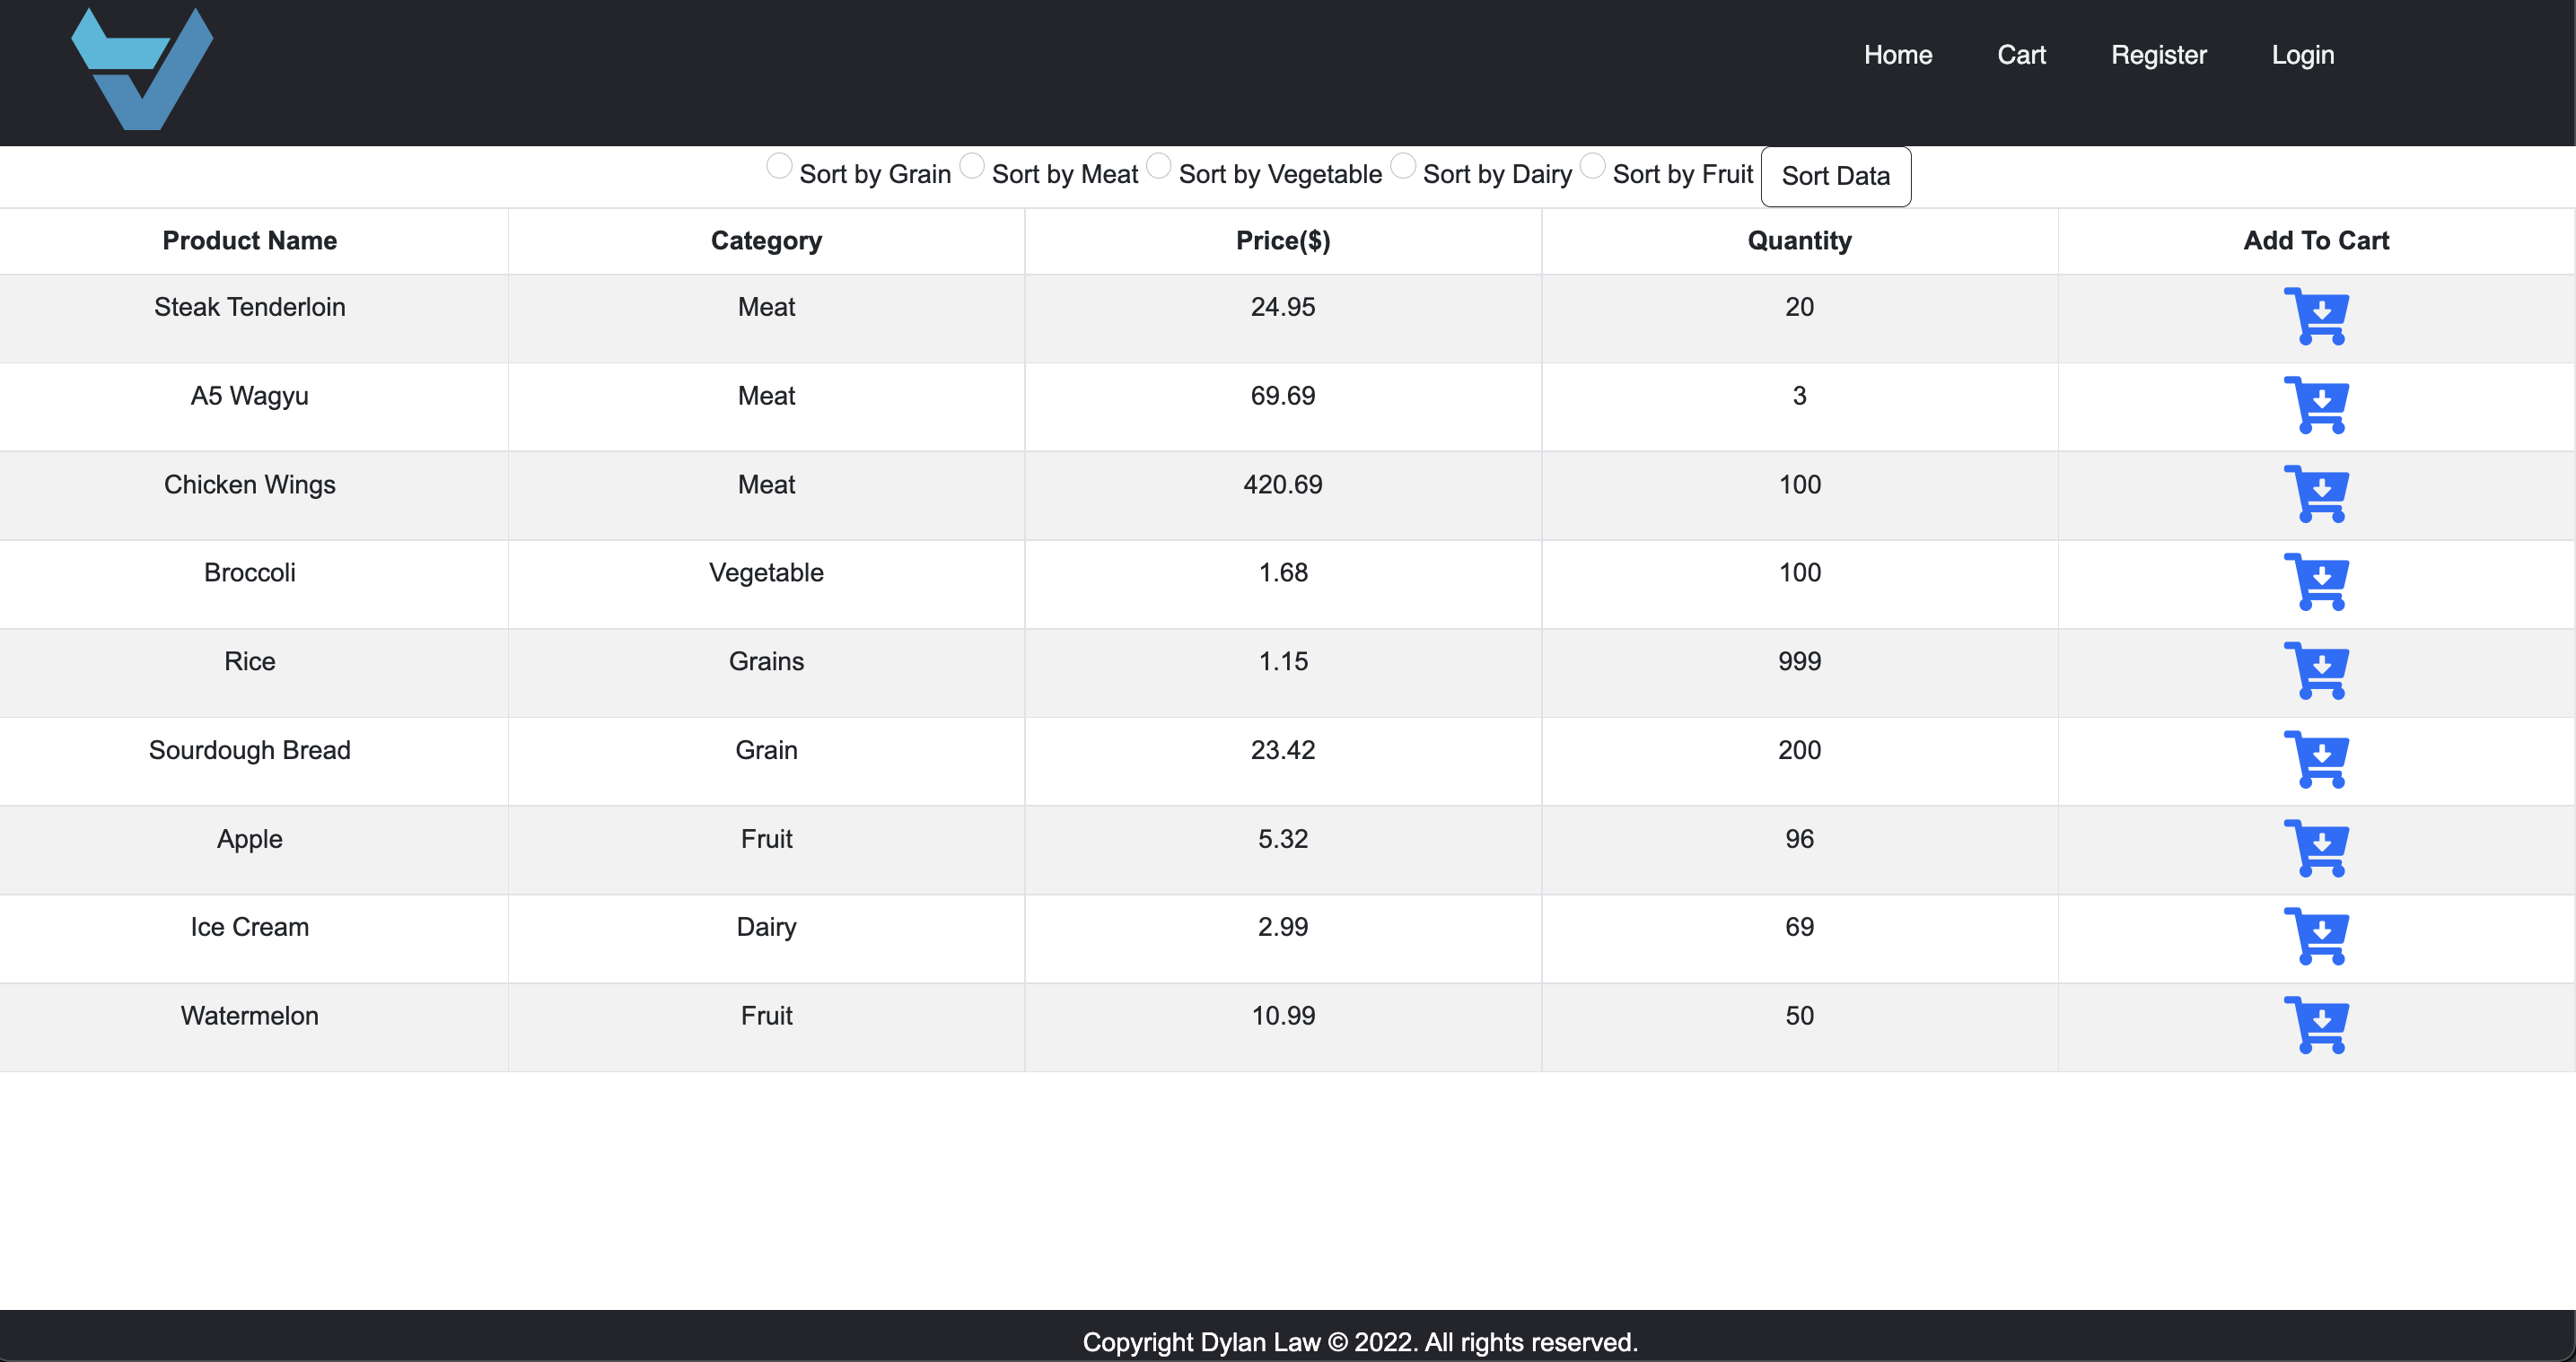 Home Cart Register Login
Sort by Grain Sort by Meat Sort by Vegetable Sort by Dairy Sort by Fruit Sort Data
Product Name Category Price($) Quantity Add To Cart
Steak Tenderloin Meat 24.95 20
A5 Wagyu Meat 69.69 3
Chicken Wings Meat 420.69 100
Broccoli Vegetable 1.68 100
Rice Grains 1.15 999
Sourdough Bread Grain 23.42 200
Apple Fruit 5.32 96
Ice Cream Dairy 2.99 69
Watermelon Fruit 10.99 50
Copyright Dylan Law © 2022. All rights reserved.